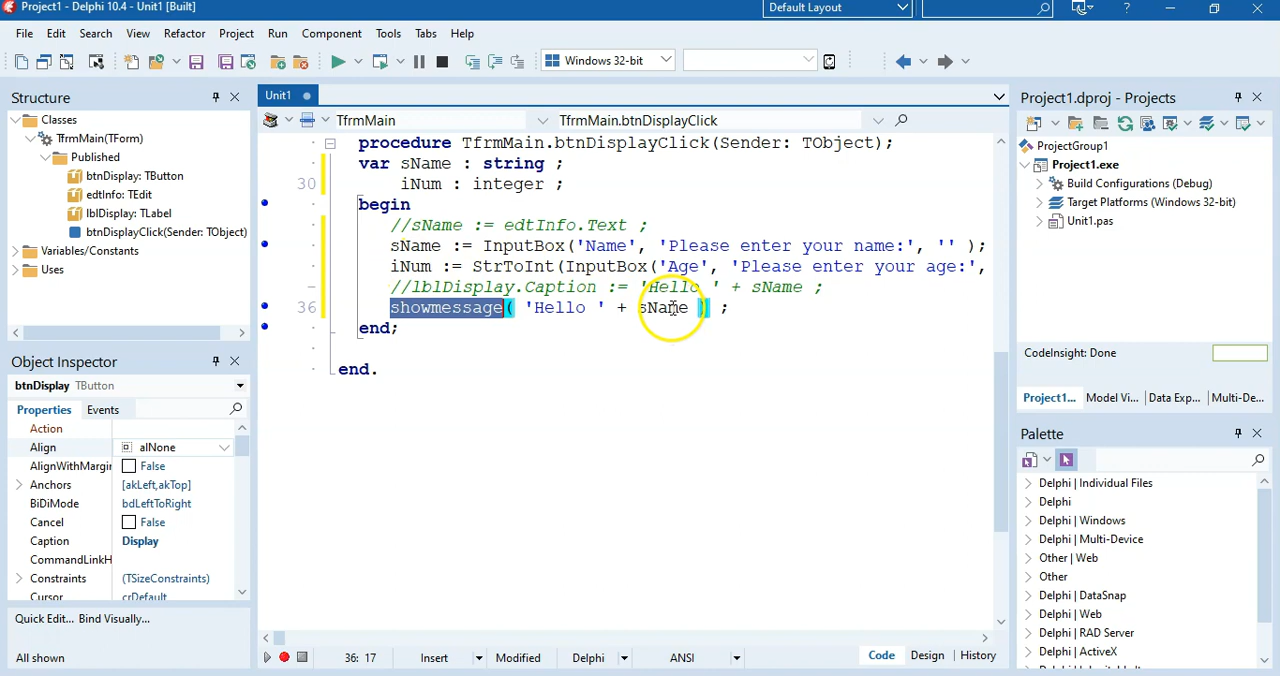 Project1 - Delphi 10.4 - Unit1 [Built]
Default Layout
File Edit Search View Refactor Project Run Component Tools Tabs Help
Windows 32-bit
Structure
Classes
TfrmMain(TForm)
Published
btnDisplay: TButton
edtInfo: TEdit
lblDisplay: TLabel
btnDisplayClick(Sender: TObject)
Variables/Constants
Uses
Object Inspector
btnDisplay TButton
Properties Events
Action
Align alNone
AlignWithMargin False
Anchors [akLeft,akTop]
BiDiMode bdLeftToRight
Cancel False
Caption Display
CommandLinkH
Constraints (TSizeConstraints)
Cursor crDefault
Quick Edit... Bind Visually...
All shown
Unit1
TfrmMain TfrmMain.btnDisplayClick
procedure TfrmMain.btnDisplayClick(Sender: TObject);
var sName : string ;
30 iNum : integer ;
begin
//sName := edtInfo.Text ;
sName := InputBox('Name', 'Please enter your name:', '' );
iNum := StrToInt(InputBox('Age', 'Please enter your age:',
//lblDisplay.Caption := 'Hello ' + sName ;
36 showmessage( 'Hello ' + sName ) ;
end;
end.
36: 17 Insert Modified Delphi ANSI Code Design History
Project1.dproj - Projects
ProjectGroup1
Project1.exe
Build Configurations (Debug)
Target Platforms (Windows 32-bit)
Unit1.pas
CodeInsight: Done
Project1... Model Vi... Data Exp... Multi-De...
Palette
Delphi | Individual Files
Delphi
Delphi | Windows
Delphi | Multi-Device
Other | Web
Other
Delphi | DataSnap
Delphi | Web
RAD Server
Delphi | ActiveX